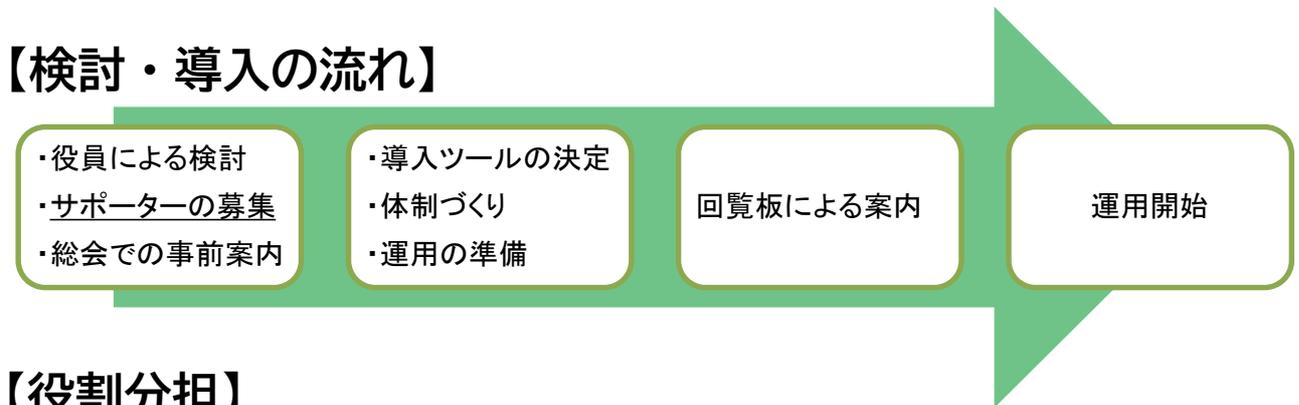 【検討・導入の流れ】
・役員による検討
・サポーターの募集
・総会での事前案内
・導入ツールの決定
・体制づくり
・運用の準備
回覧板による案内
運用開始
【役割分担】